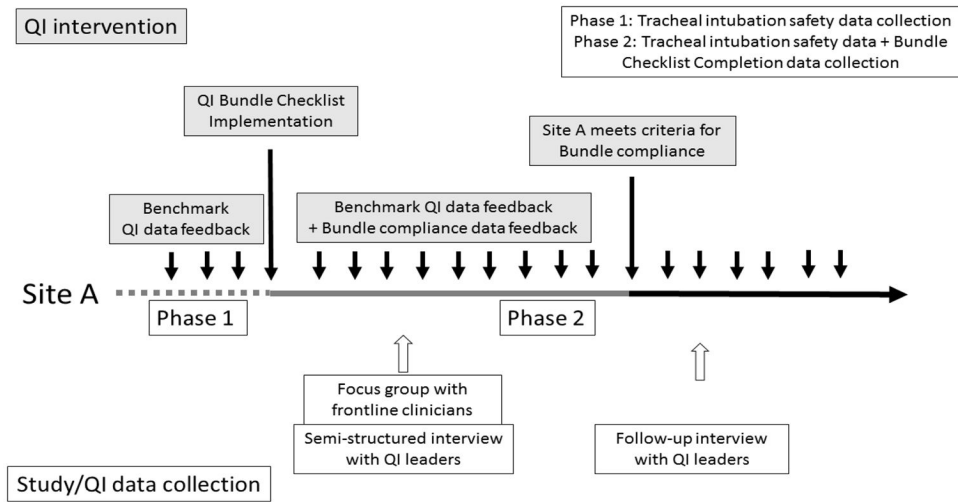 QI intervention
Phase 1: Tracheal intubation safety data collection
Phase 2: Tracheal intubation safety data + Bundle
Checklist Completion data collection
QI Bundle Checklist
Implementation
Site A meets criteria for
Bundle compliance
Benchmark
QI data feedback
Benchmark QI data feedback
+ Bundle compliance data feedback
Site A
Phase 1
Phase 2
Focus group with
frontline clinicians
Semi-structured interview
with QI leaders
Follow-up interview
with QI leaders
Study/QI data collection